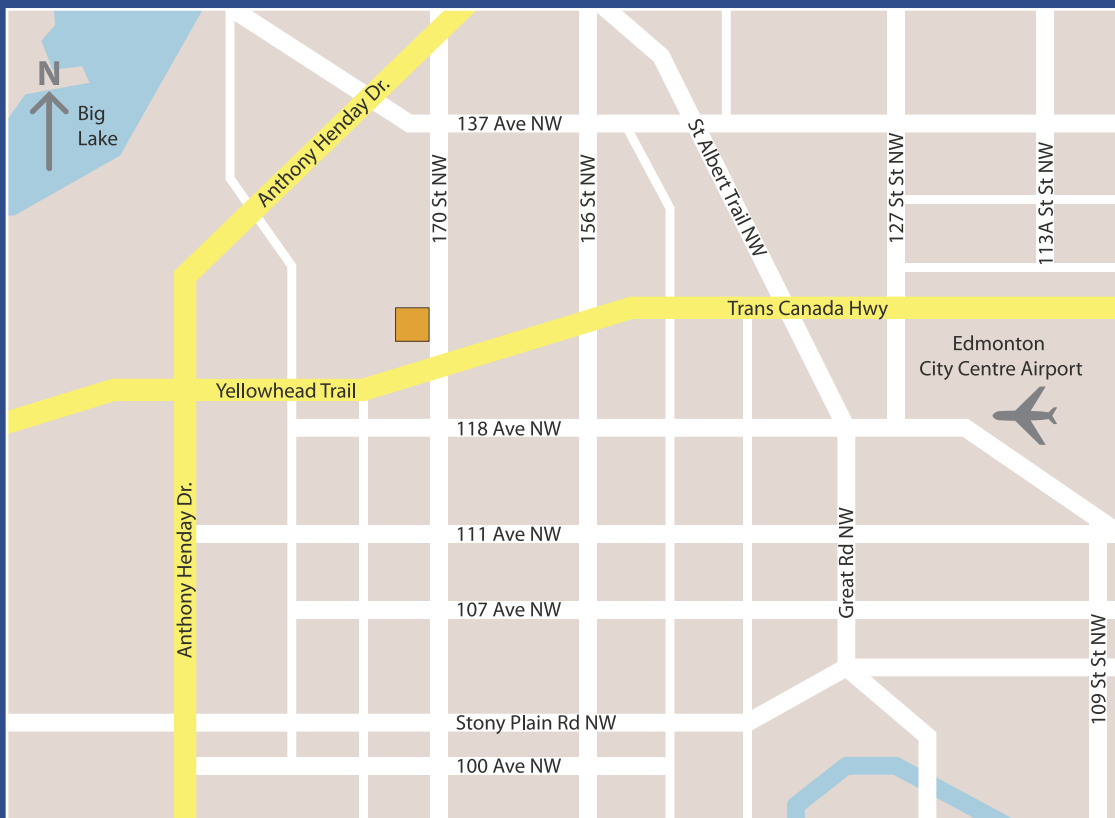 N
Big
Lake
Anthony Henday Dr.
137 Ave NW
170 St NW
156 St NW
St Albert Trail NW
127 St St NW
113A St St NW
Trans Canada Hwy
Edmonton
City Centre Airport
Yellowhead Trail
118 Ave NW
111 Ave NW
Anthony Henday Dr.
Great Rd NW
107 Ave NW
109 St St NW
Stony Plain Rd NW
100 Ave NW